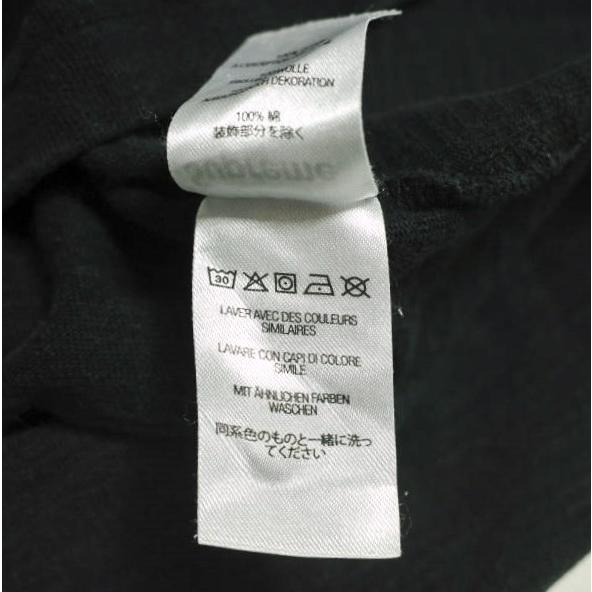 DEKORATION
100% 綿
装飾部分を除く
Supreme
30
LAVER AVEC DES COULEURS
SIMILAIRES
LAVARE CON CAPI DI COLORE
SIMILE
MIT ÄHNLICHEN FARBEN
WASCHEN
同系色のものと一緒に洗っ
てください